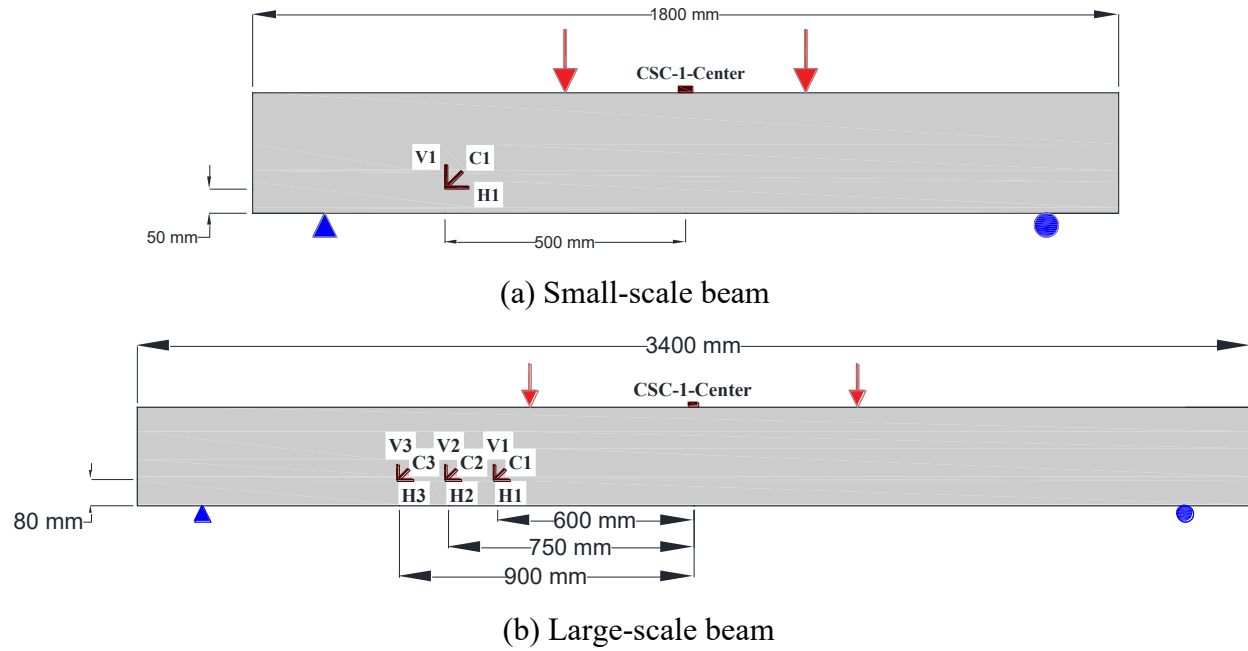 1800 mm
CSC-1-Center
V1
C1
H1
50 mm
500 mm
(a) Small-scale beam
3400 mm
CSC-1-Center
V3 V2 V1
C3 C2 C1
H3 H2 H1
80 mm
600 mm
750 mm
900 mm
(b) Large-scale beam